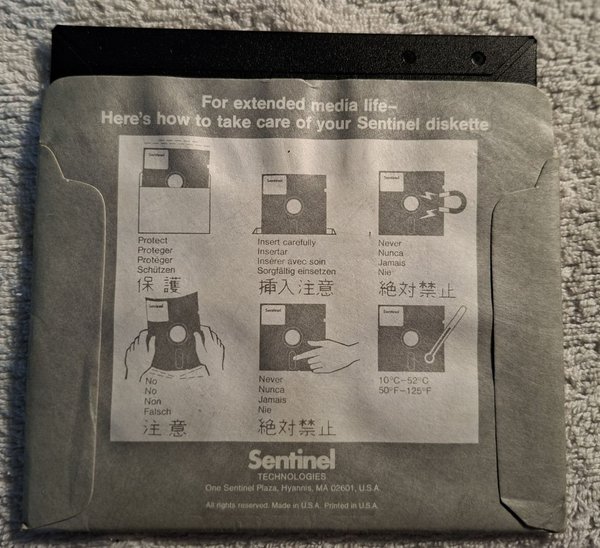 For extended media life–
Here's how to take care of your Sentinel diskette
Sentinel
Protect
Proteger
Protéger
Schützen
保護
Sentinel
Insert carefully
Insertar
Insérer avec soin
Sorgfältig einsetzen
挿入注意
Sentinel
Never
Nunca
Jamais
Nie
絶対禁止
Sentinel
No
No
Non
Falsch
注意
Sentinel
Never
Nunca
Jamais
Nie
絶対禁止
Sentinel
10°C–52°C
50°F–125°F
Sentinel
TECHNOLOGIES
One Sentinel Plaza, Hyannis, MA 02601, U.S.A.
All rights reserved. Made in U.S.A. Printed in U.S.A.